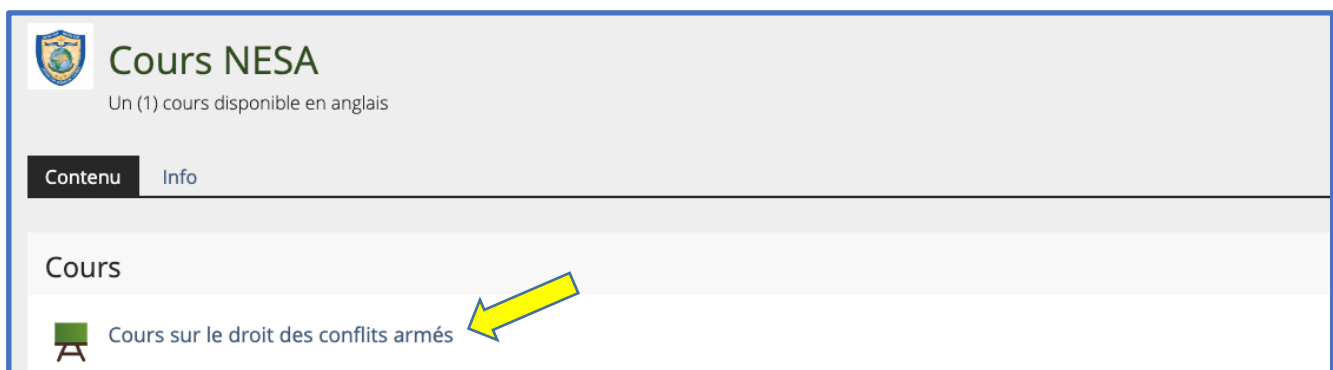 Cours NESA
Un (1) cours disponible en anglais
Contenu Info
Cours
Cours sur le droit des conflits armés